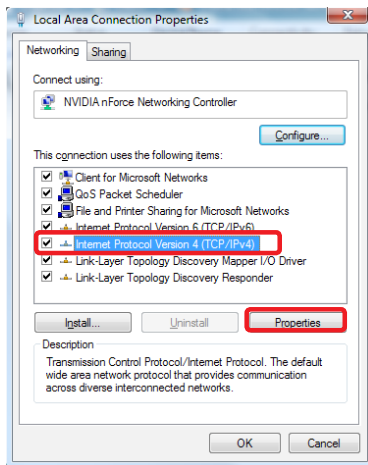 Local Area Connection Properties
Networking
Sharing
Connect using:
NVIDIA nForce Networking Controller
Configure...
This connection uses the following items:
Client for Microsoft Networks
QoS Packet Scheduler
File and Printer Sharing for Microsoft Networks
Internet Protocol Version 6 (TCP/IPv6)
Internet Protocol Version 4 (TCP/IPv4)
Link-Layer Topology Discovery Mapper I/O Driver
Link-Layer Topology Discovery Responder
Install...
Uninstall
Properties
Description
Transmission Control Protocol/Internet Protocol. The default
wide area network protocol that provides communication
across diverse interconnected networks.
OK
Cancel